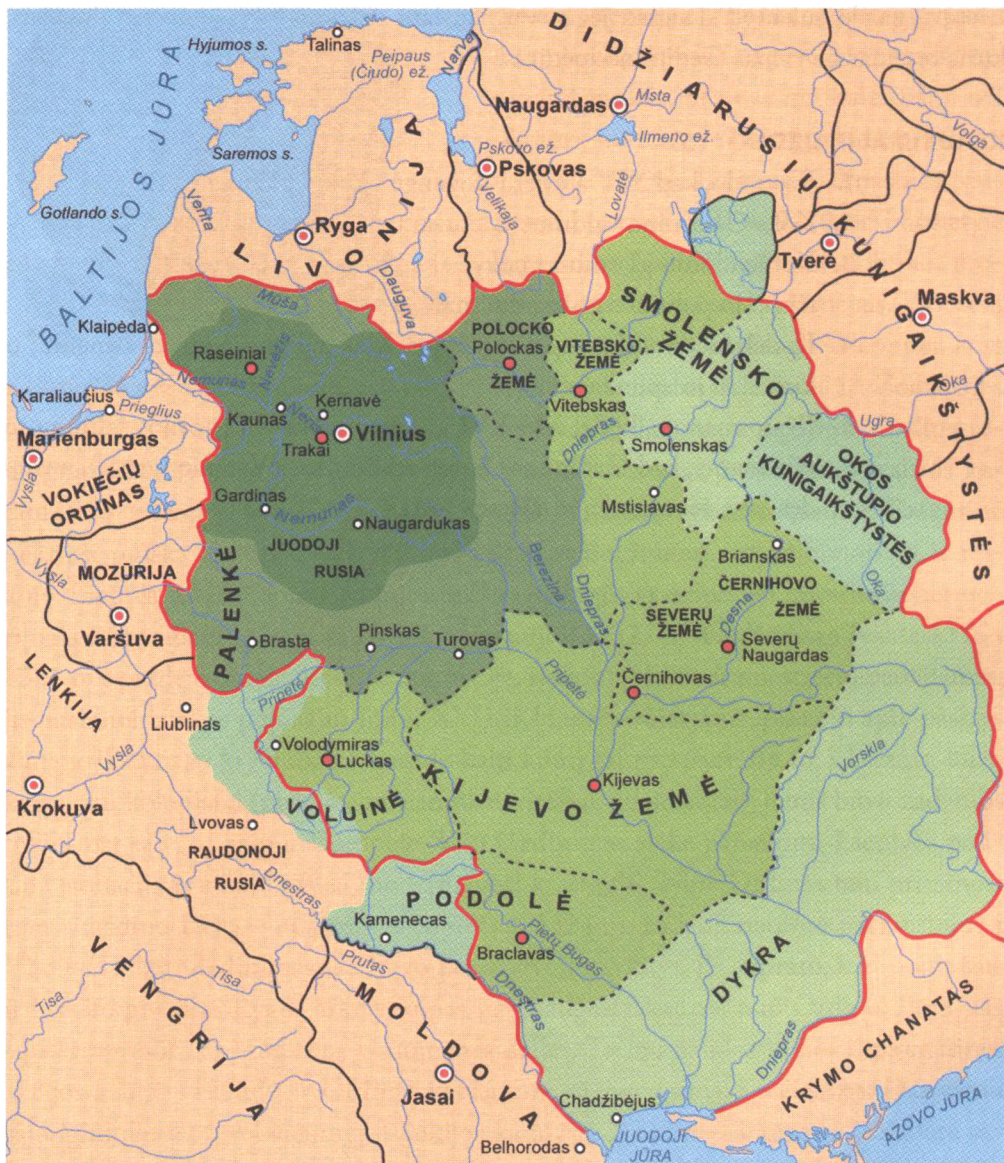 Hyjumos s.
Talinas
Peipaus
(Čiudo) ež.
Narva
DIDŽIARUSIŲ KUNIGAIKŠTYSTĖS
Naugardas
Msta
Ilmeno ež.
Volga
BALTIJOS JŪRA
Saremos s.
Pskovo ež.
Pskovas
Velikaja
Lovatė
Gotlando s.
Venta
Ryga
LIVONIJA
Dauguva
Tverė
Maskva
Oka
Klaipėda
Mūša
Raseiniai
Nevėžis
Nemunas
POLOCKO
Polockas
ŽEMĖ
VITEBSKO
ŽEMĖ
Vitebskas
SMOLENSKO
ŽEMĖ
Karaliaučius
Prieglius
Kaunas
Kernavė
Neris
Trakai
Vilnius
Dniepras
Smolenskas
Ugra
Marienburgas
Vysla
VOKIEČIŲ
ORDINAS
Gardinas
Nemunas
Naugardukas
JUODOJI
RUSIA
Mstislavas
OKOS
AUKŠTUPIO
KUNIGAIKŠTYSTĖS
Brianskas
Oka
Vysla
MOZŪRIJA
Varšuva
PALENKĖ
Berezina
Dniepras
ČERNIHOVO
ŽEMĖ
SEVERŲ
ŽEMĖ
Desna
Severų
Naugardas
Brasta
Pinskas
Turovas
Pripetė
Černihovas
LENKIJA
Liublinas
Pripetė
Vysla
Volodymiras
Luckas
VOLUINĖ
KIJEVO ŽEMĖ
Kijevas
Vorskla
Krokuva
Lvovas
RAUDONOJI
RUSIA
Dnestras
PODOLĖ
Kamenecas
Braclavas
Pietų Bugas
DYKRA
VENGRIJA
Tisa
Tisa
Prutas
MOLDOVA
Dnestras
Jasai
Dniepras
KRYMO CHANATAS
Chadžibėjus
JUODOJI
JŪRA
AZOVO JŪRA
Belhorodas